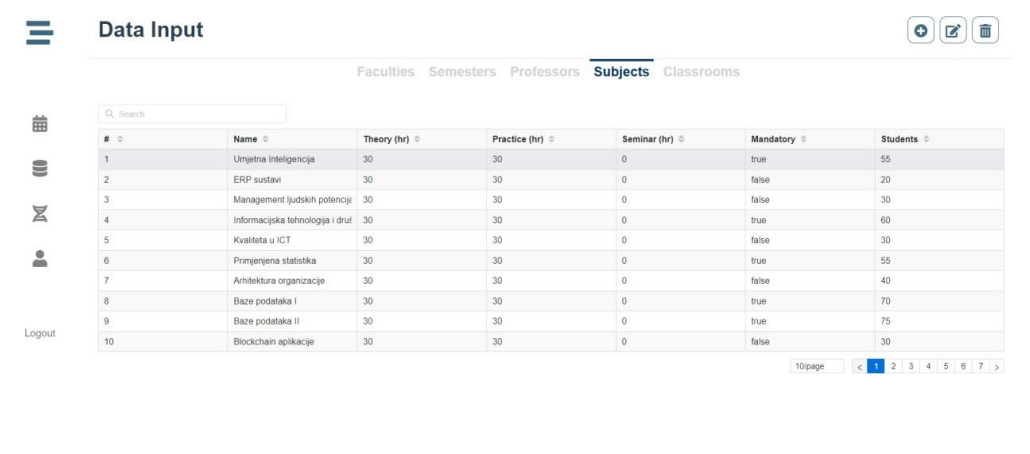 Data Input
Faculties Semesters Professors Subjects Classrooms
Search
# Name Theory (hr) Practice (hr) Seminar (hr) Mandatory Students
1 Umjetna Inteligencija 30 30 0 true 55
2 ERP sustavi 30 30 0 false 20
3 Management ljudskih potencija 30 30 0 false 30
4 Informacijska tehnologija i druš 30 30 0 true 60
5 Kvaliteta u ICT 30 30 0 false 30
6 Primjenjena statistika 30 30 0 true 55
7 Arhitektura organizacije 30 30 0 false 40
8 Baze podataka I 30 30 0 true 70
9 Baze podataka II 30 30 0 true 75
10 Blockchain aplikacije 30 30 0 false 30
Logout
10/page < 1 2 3 4 5 6 7 >